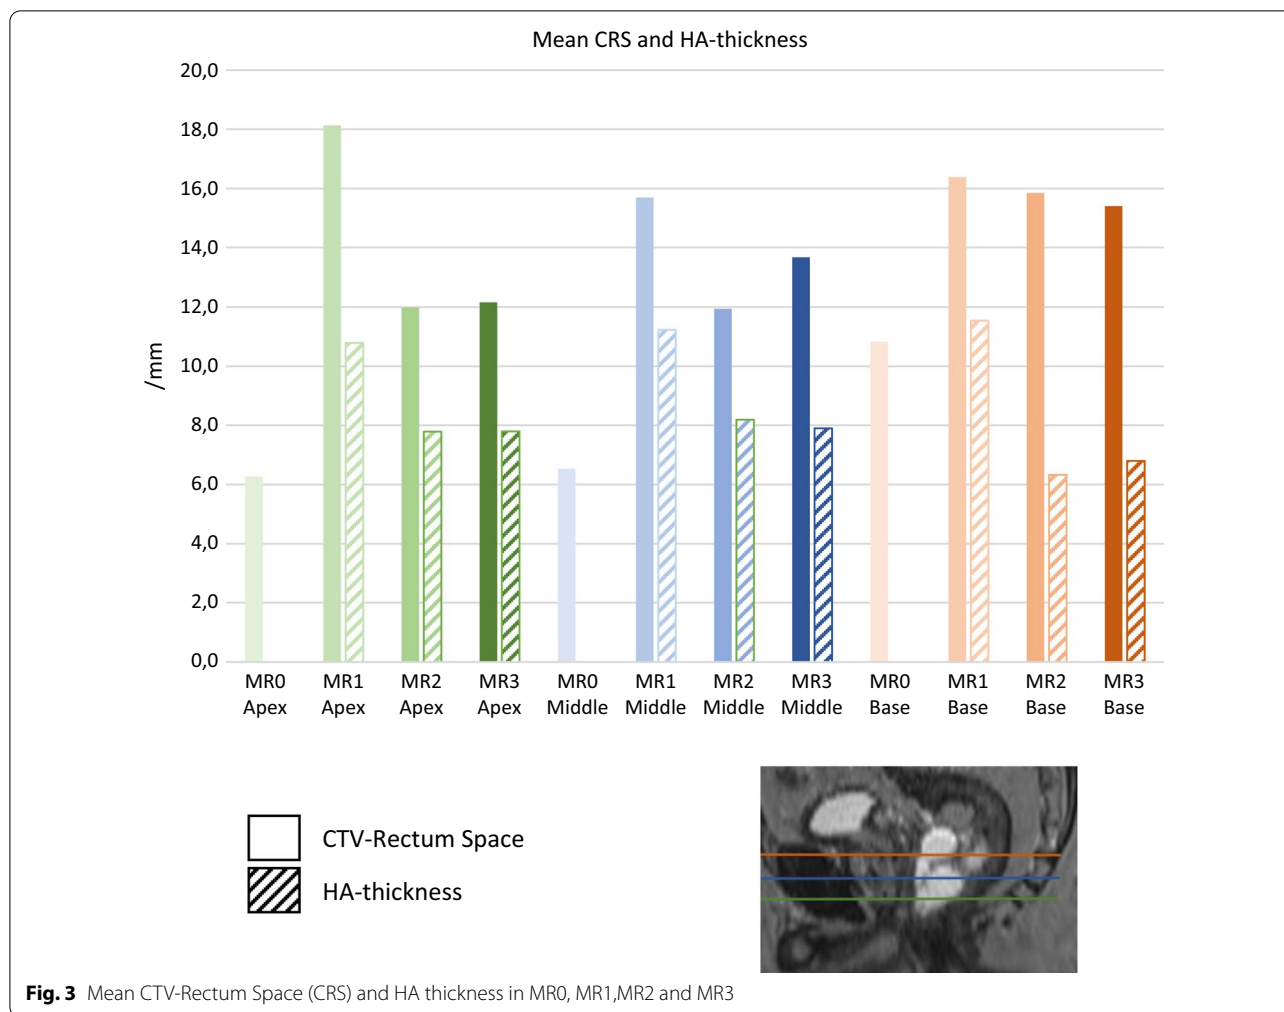 Mean CRS and HA-thickness
20,0
18,0
16,0
14,0
12,0
10,0
8,0
6,0
4,0
2,0
0,0
/mm
MR0 MR1 MR2 MR3 MR0 MR1 MR2 MR3 MR0 MR1 MR2 MR3
Apex Apex Apex Apex Middle Middle Middle Middle Base Base Base Base
CTV-Rectum Space
HA-thickness
Fig. 3 Mean CTV-Rectum Space (CRS) and HA thickness in MR0, MR1,MR2 and MR3